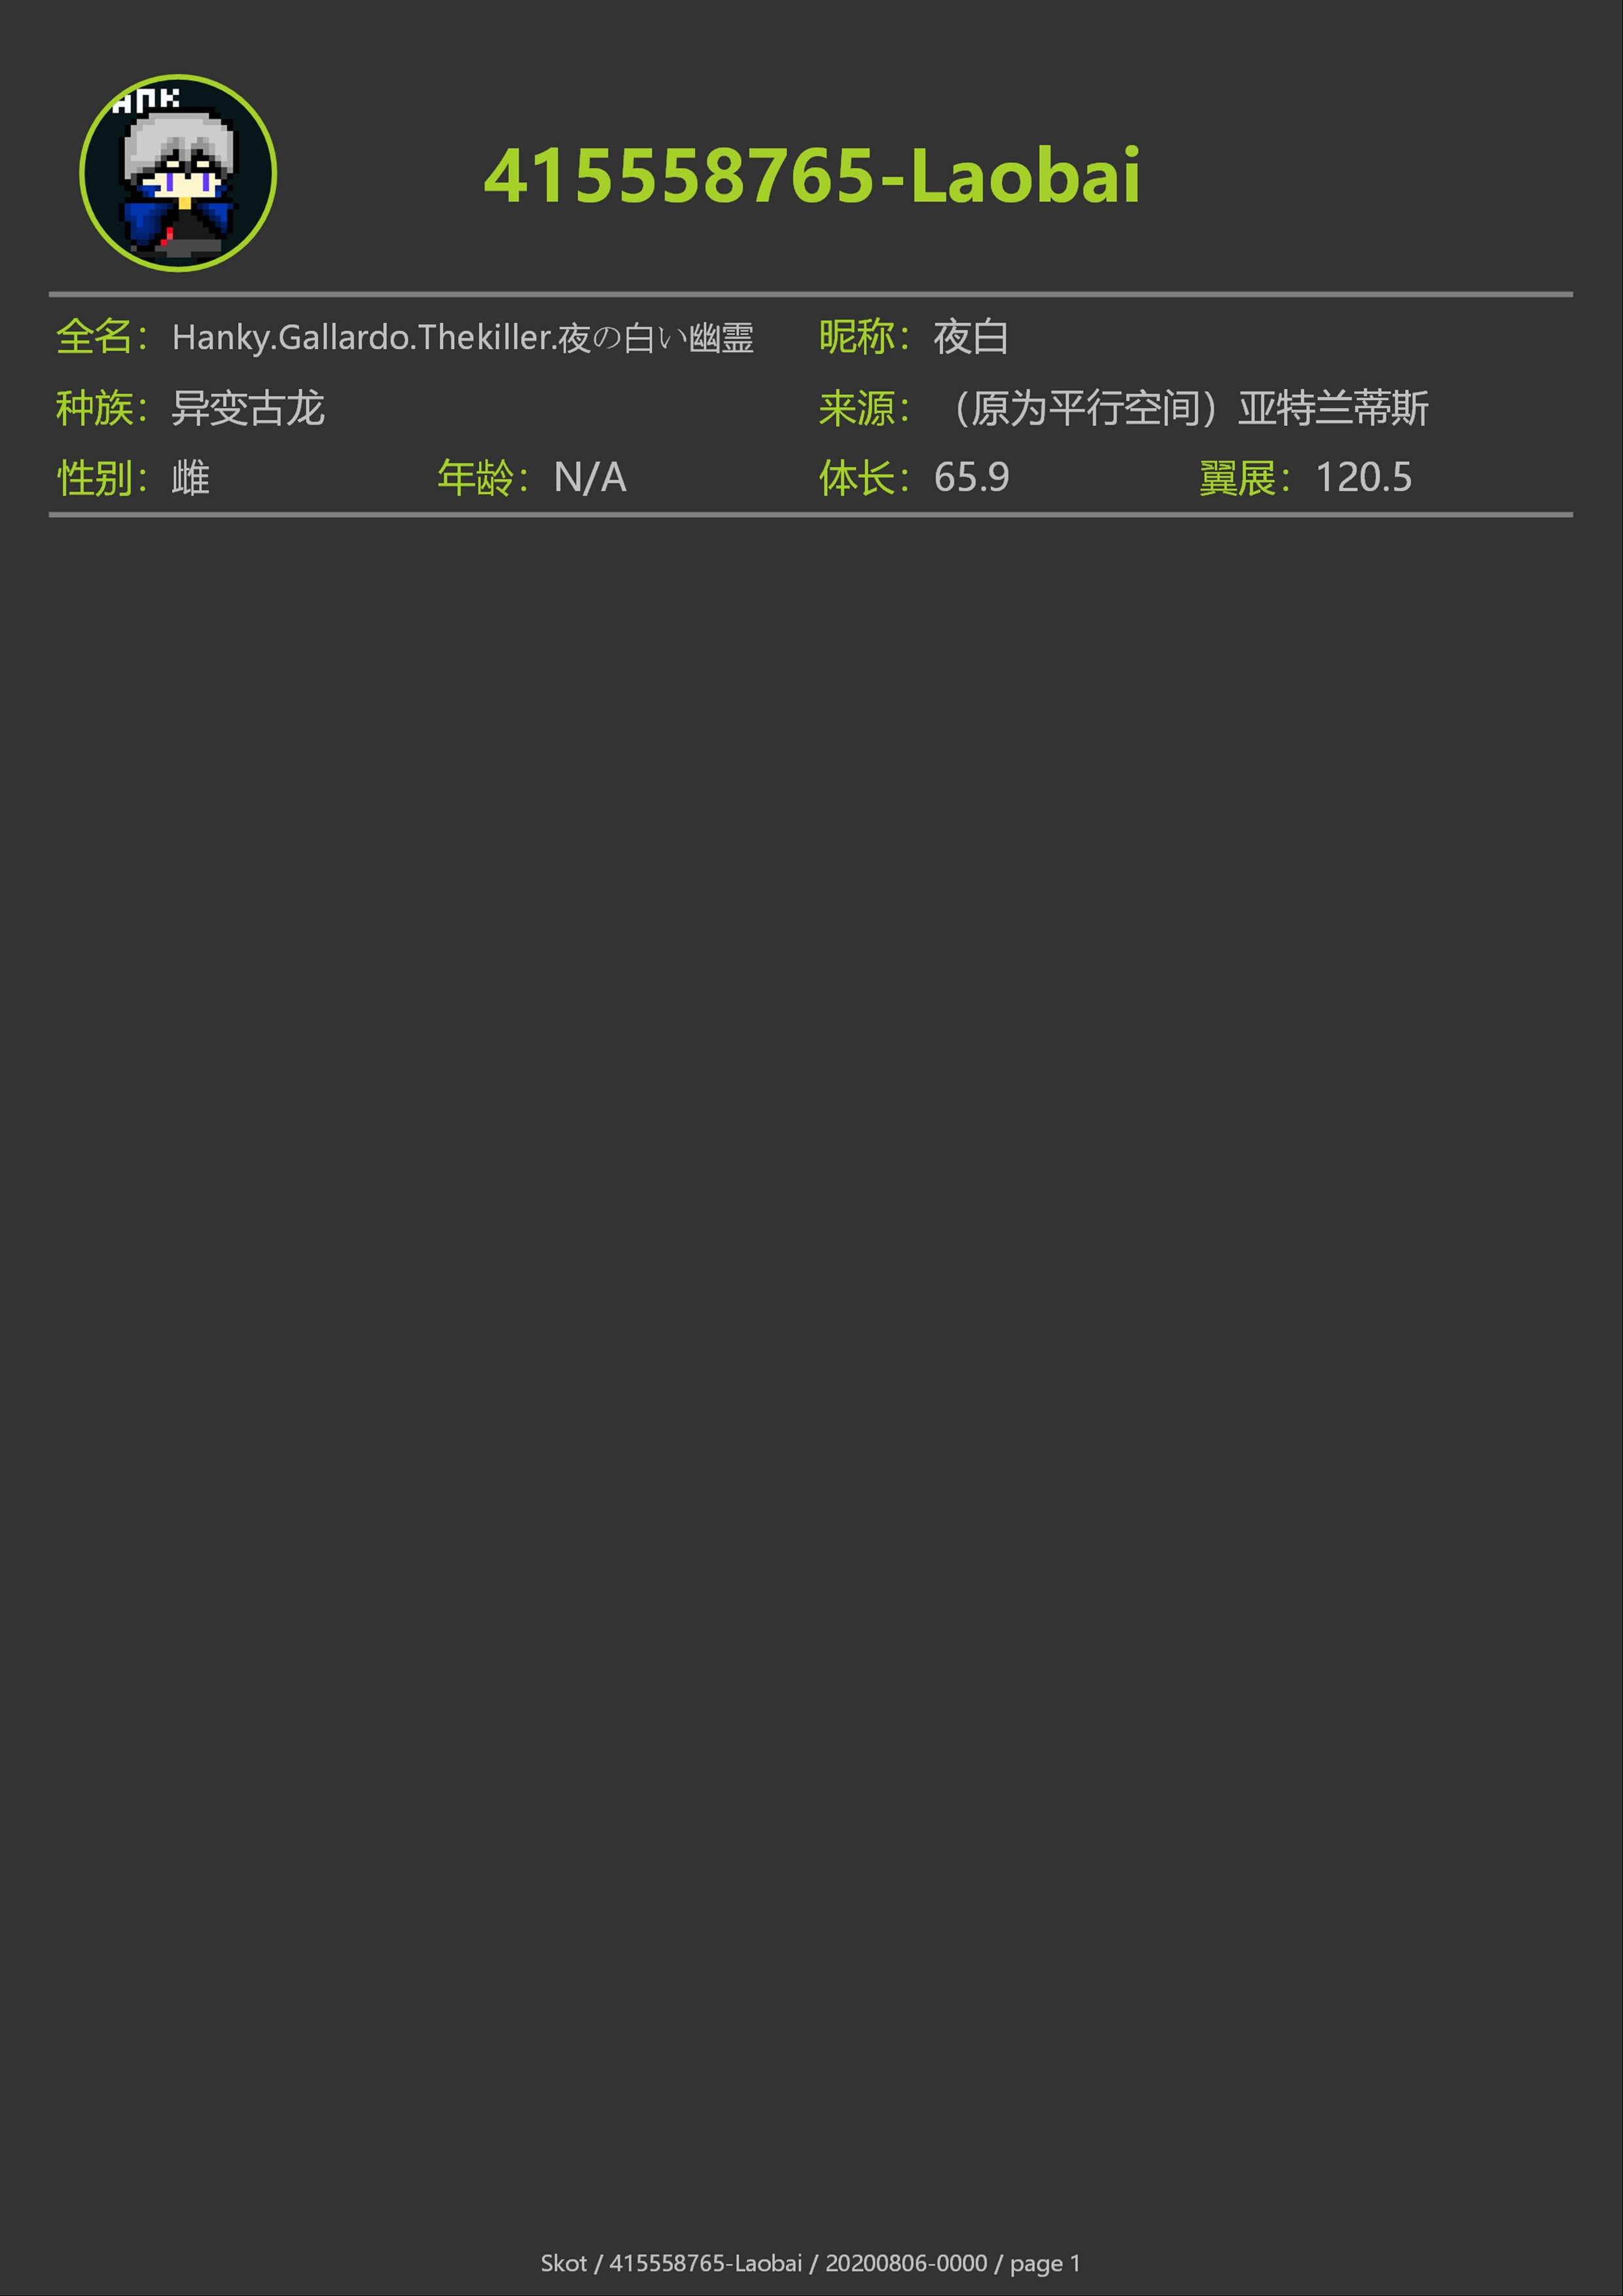 415558765-Laobai
全名： Hanky.Gallardo.Thekiller.夜の白い幽霊 昵称： 夜白
种族： 异变古龙 来源： （原为平行空间）亚特兰蒂斯
性别： 雌 年龄： N/A 体长： 65.9 翼展： 120.5
Skot / 415558765-Laobai / 20200806-0000 / page 1